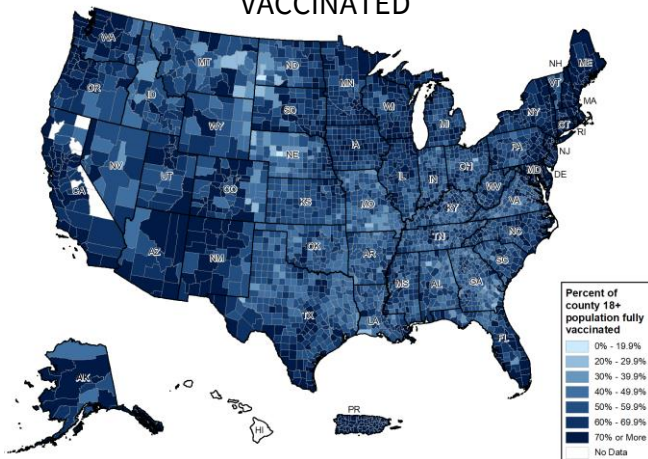 VACCINATED
WA
MT
ND
MN
ME
NH
VT
OR
ID
SD
WI
NY
MA
CT
RI
WY
MI
IA
PA
NJ
NE
NV
UT
IL
IN
OH
MD
DE
CO
WV
VA
CA
KS
MO
KY
NC
TN
AZ
NM
OK
AR
SC
MS
AL
GA
TX
LA
FL
AK
HI
PR
Percent of
county 18+
population fully
vaccinated
0% - 19.9%
20% - 29.9%
30% - 39.9%
40% - 49.9%
50% - 59.9%
60% - 69.9%
70% or More
No Data